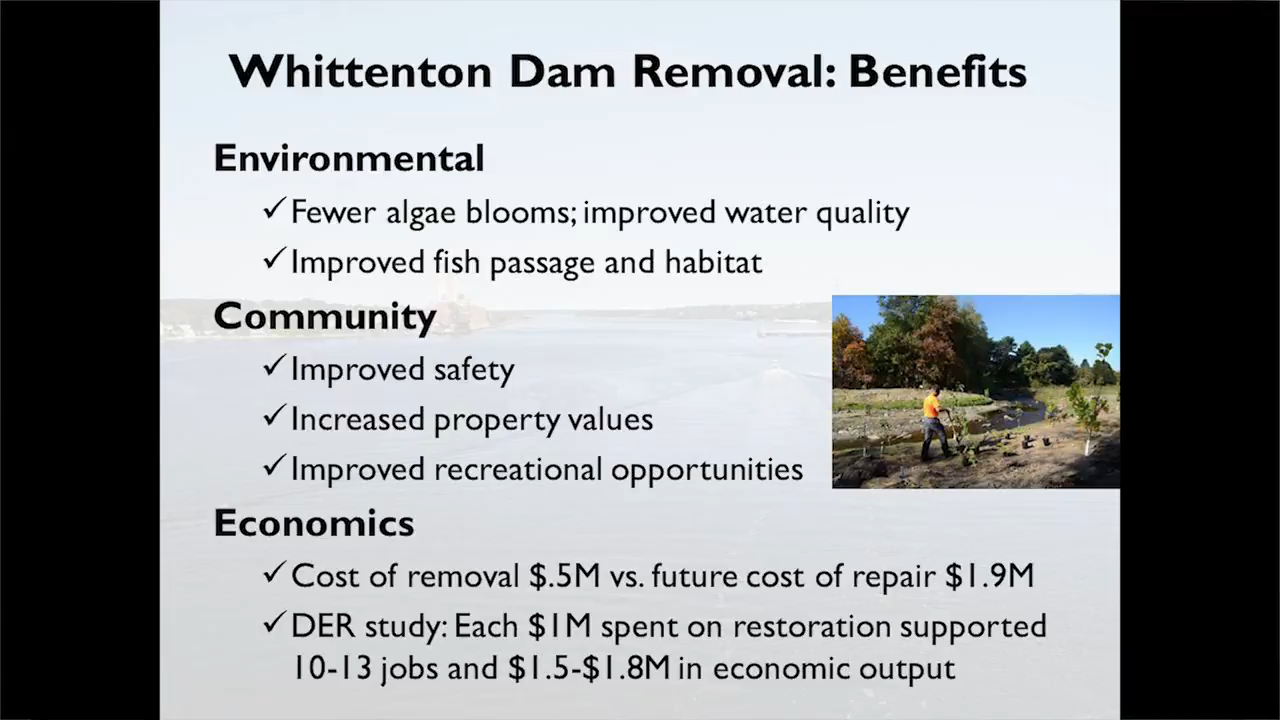 Whittenton Dam Removal: Benefits
Environmental
✓Fewer algae blooms; improved water quality
✓Improved fish passage and habitat
Community
✓Improved safety
✓Increased property values
✓Improved recreational opportunities
Economics
✓Cost of removal $.5M vs. future cost of repair $1.9M
✓DER study: Each $1M spent on restoration supported
10-13 jobs and $1.5-$1.8M in economic output